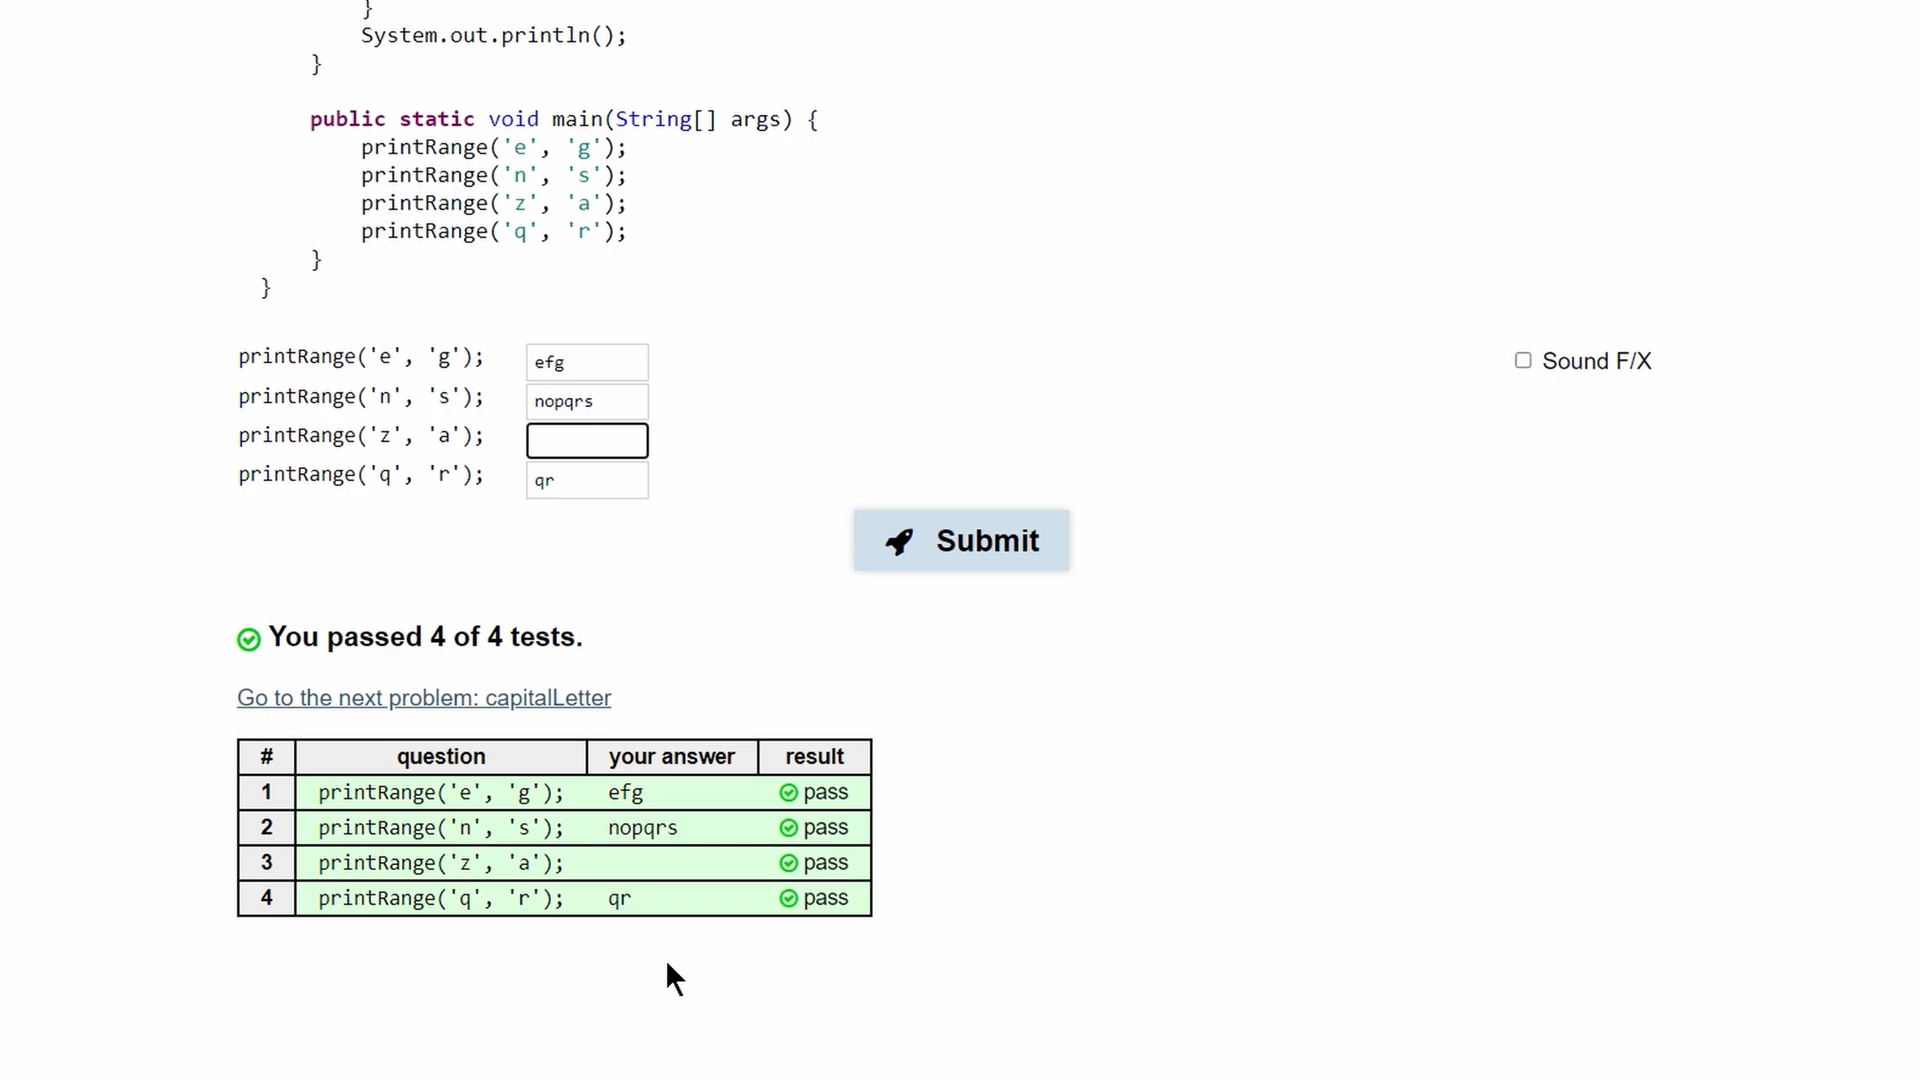 }
System.out.println();
}
public static void main(String[] args) {
printRange('e', 'g');
printRange('n', 's');
printRange('z', 'a');
printRange('q', 'r');
}
}
printRange('e', 'g'); efg
Sound F/X
printRange('n', 's'); nopqrs
printRange('z', 'a');
printRange('q', 'r'); qr
Submit
You passed 4 of 4 tests.
Go to the next problem: capitalLetter
# question your answer result
1 printRange('e', 'g'); efg pass
2 printRange('n', 's'); nopqrs pass
3 printRange('z', 'a'); pass
4 printRange('q', 'r'); qr pass